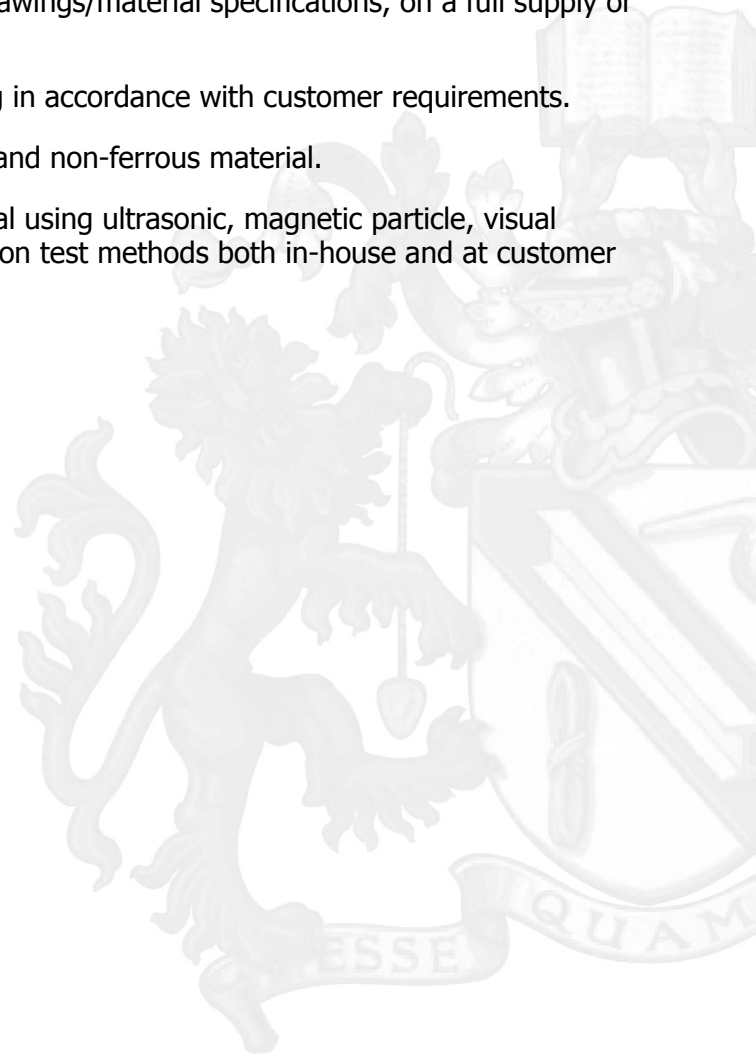 awings/material specifications, on a full supply or
g in accordance with customer requirements.
and non-ferrous material.
al using ultrasonic, magnetic particle, visual
on test methods both in-house and at customer
ESSE
QUAM